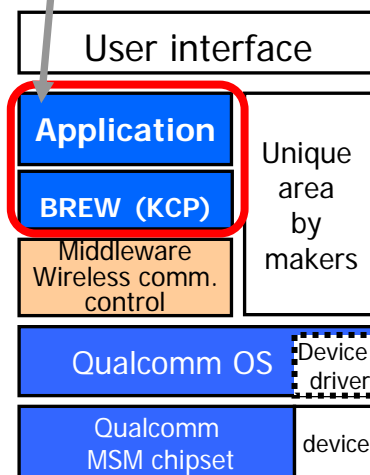 User interface
Application
BREW (KCP)
Middleware
Wireless comm.
control
Unique
area
by
makers
Qualcomm OS
Device
driver
Qualcomm
MSM chipset
device